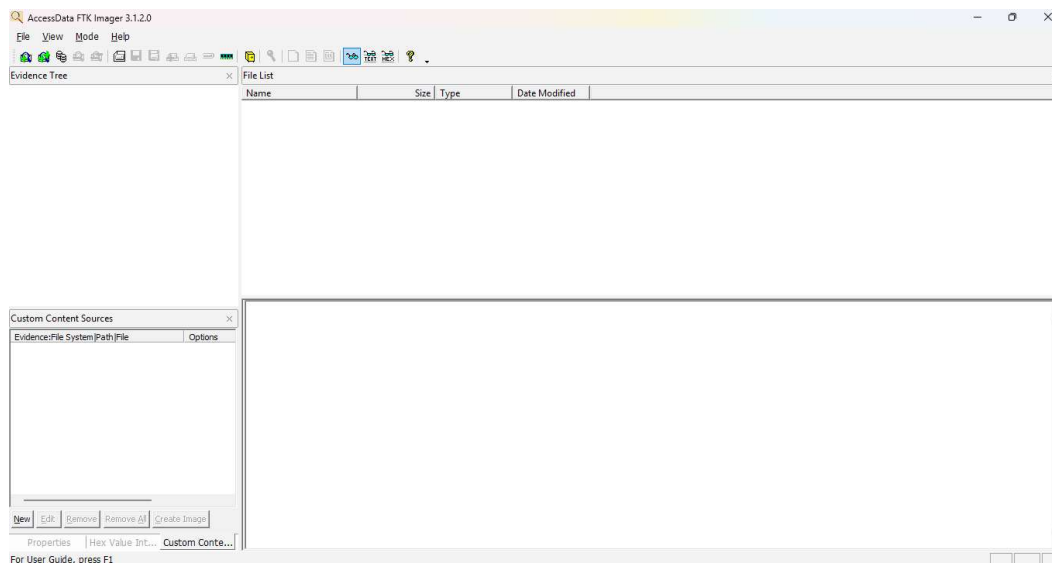 AccessData FTK Imager 3.1.2.0
File View Mode Help
TEXT HEX
Evidence Tree
File List
Name Size Type Date Modified
Custom Content Sources
Evidence:File System|Path|File Options
New Edit Remove Remove All Create Image
Properties Hex Value Int... Custom Conte...
For User Guide, press F1